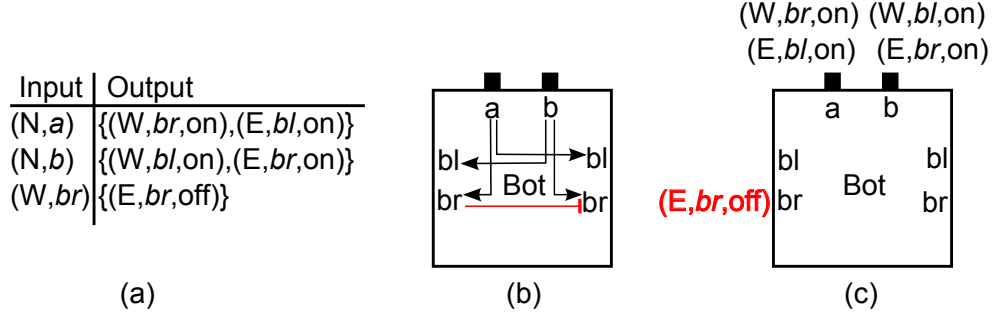 Input Output
(N,a) {(W,br,on),(E,bl,on)}
(N,b) {(W,bl,on),(E,br,on)}
(W,br) {(E,br,off)}
(a)
a b
bl bl
Bot
br br
(b)
(W,br,on) (W,bl,on)
(E,bl,on) (E,br,on)
a b
bl bl
Bot
(E,br,off) br br
(c)